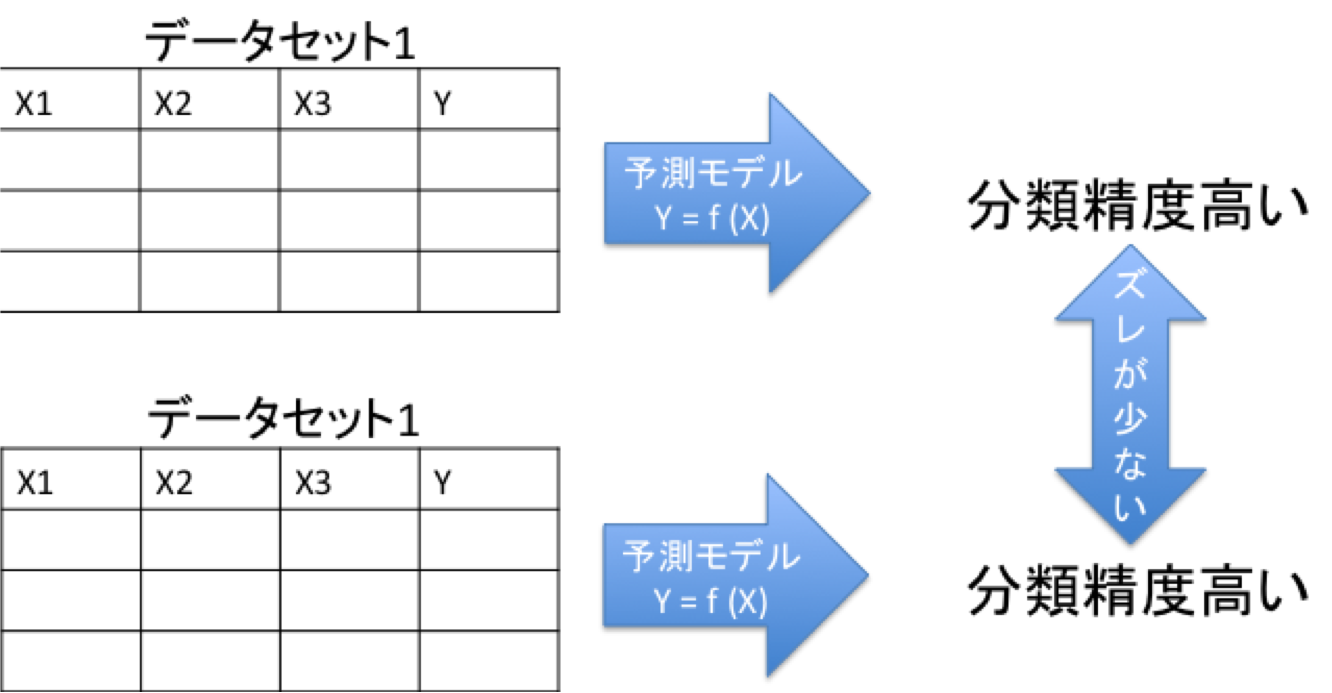 データセット1
X1 X2 X3 Y
予測モデル
Y = f (X)
分類精度高い
ズレが少ない
データセット1
X1 X2 X3 Y
予測モデル
Y = f (X)
分類精度高い